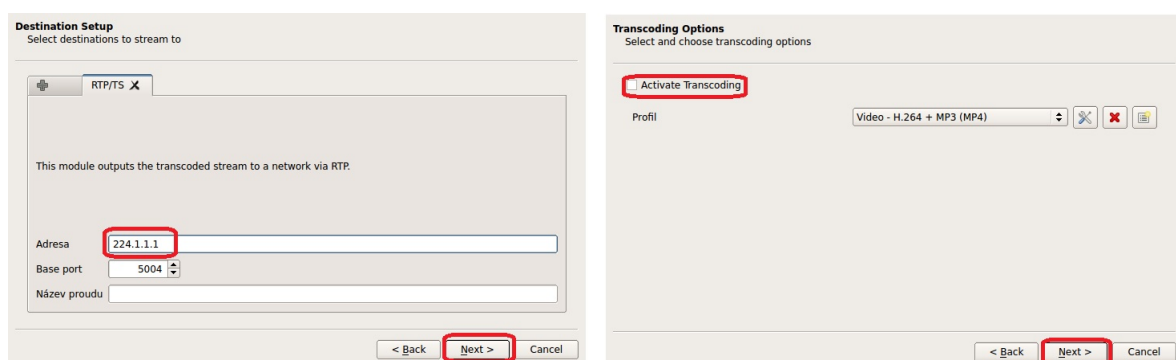 Destination Setup
Select destinations to stream to
RTP/TS
This module outputs the transcoded stream to a network via RTP.
Adresa 224.1.1.1
Base port 5004
Název proudu
< Back Next > Cancel
Transcoding Options
Select and choose transcoding options
Activate Transcoding
Profil Video - H.264 + MP3 (MP4)
< Back Next > Cancel